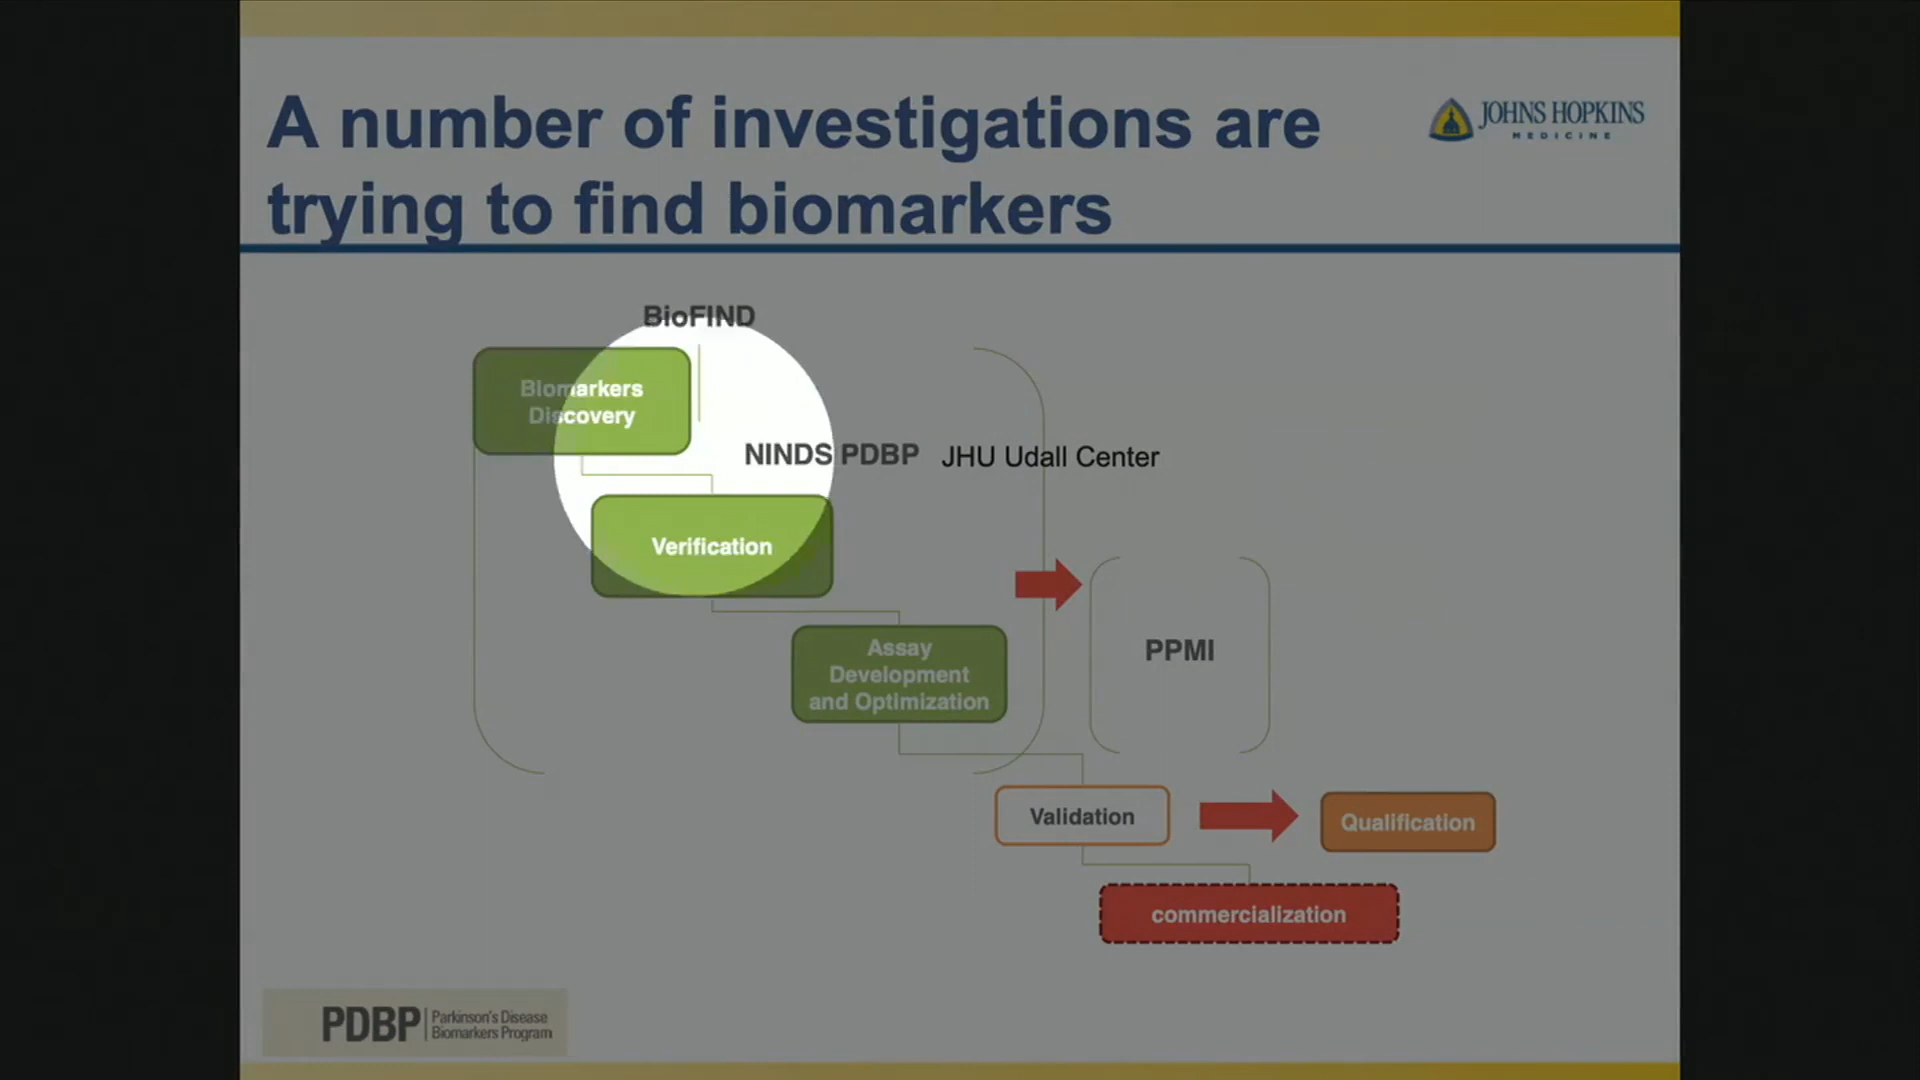 A number of investigations are
trying to find biomarkers
JOHNS HOPKINS
MEDICINE
BioFIND
Biomarkers
Discovery
NINDS PDBP JHU Udall Center
Verification
Assay
Development
and Optimization
PPMI
Validation
Qualification
commercialization
PDBP
Parkinson's Disease
Biomarkers Program